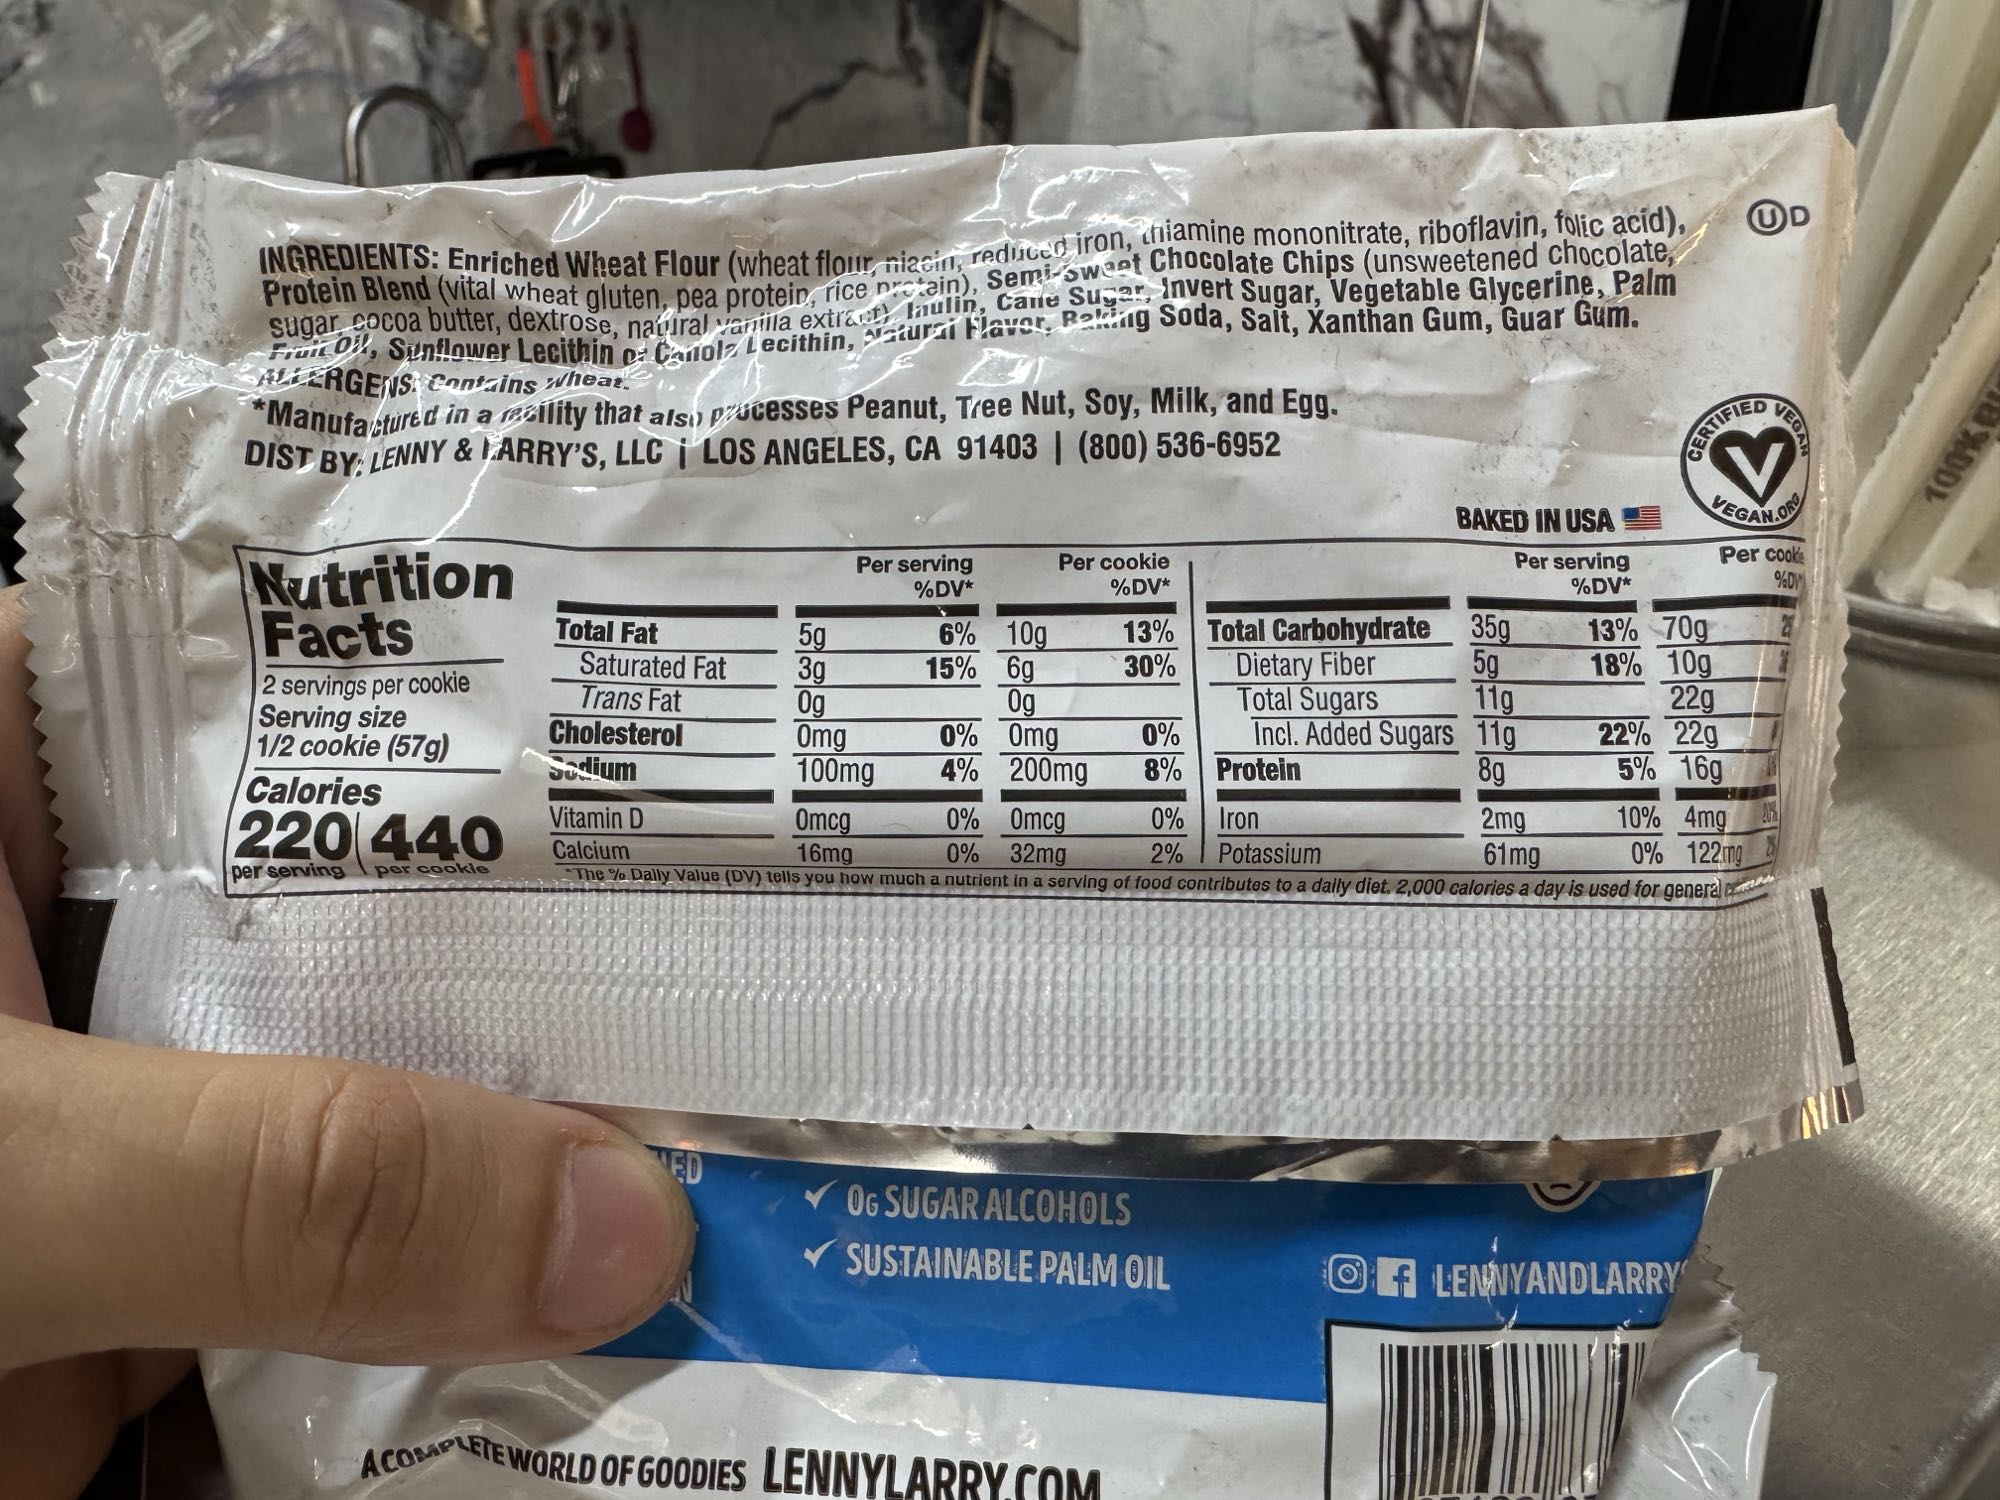 INGREDIENTS: Enriched Wheat Flour (wheat flour, niacin, reduced iron, thiamine mononitrate, riboflavin, folic acid),
Protein Blend (vital wheat gluten, pea protein, rice protein), Semi-Sweet Chocolate Chips (unsweetened chocolate,
sugar, cocoa butter, dextrose, natural vanilla extract), Inulin, Cane Sugar, Invert Sugar, Vegetable Glycerine, Palm
Fruit Oil, Sunflower Lecithin or Canola Lecithin, Natural Flavor, Baking Soda, Salt, Xanthan Gum, Guar Gum.
ALLERGENS: Contains Wheat.
*Manufactured in a facility that also processes Peanut, Tree Nut, Soy, Milk, and Egg.
DIST BY: LENNY & LARRY'S, LLC | LOS ANGELES, CA 91403 | (800) 536-6952
UD
CERTIFIED VEGAN
V
VEGAN.ORG
BAKED IN USA
Nutrition
Facts
2 servings per cookie
Serving size
1/2 cookie (57g)
Calories
220 440
per serving per cookie
Per serving Per cookie
%DV* %DV*
Total Fat 5g 6% 10g 13%
Saturated Fat 3g 15% 6g 30%
Trans Fat 0g 0g
Cholesterol 0mg 0% 0mg 0%
Sodium 100mg 4% 200mg 8%
Vitamin D 0mcg 0% 0mcg 0%
Calcium 16mg 0% 32mg 2%
Per serving Per cookie
%DV* %DV*
Total Carbohydrate 35g 13% 70g
Dietary Fiber 5g 18% 10g
Total Sugars 11g 22g
Incl. Added Sugars 11g 22% 22g
Protein 8g 5% 16g
Iron 2mg 10% 4mg 20%
Potassium 61mg 0% 122mg
*The % Daily Value (DV) tells you how much a nutrient in a serving of food contributes to a daily diet. 2,000 calories a day is used for general
0G SUGAR ALCOHOLS
SUSTAINABLE PALM OIL
LENNYANDLARRY
A COMPLETE WORLD OF GOODIES LENNYLARRY.COM
100%